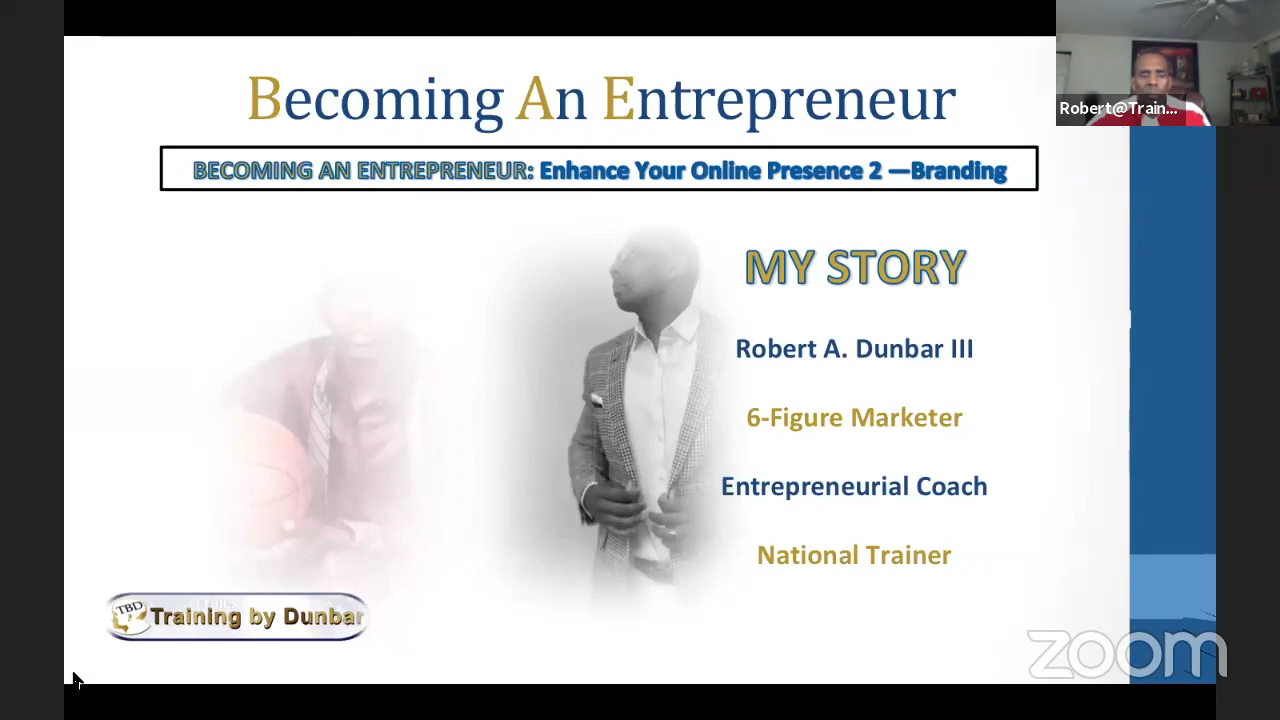 Becoming An Entrepreneur
BECOMING AN ENTREPRENEUR: Enhance Your Online Presence 2 —Branding
Robert@Train...
MY STORY
Robert A. Dunbar III
6-Figure Marketer
Entrepreneurial Coach
National Trainer
TBD
Training by Dunbar
zoom